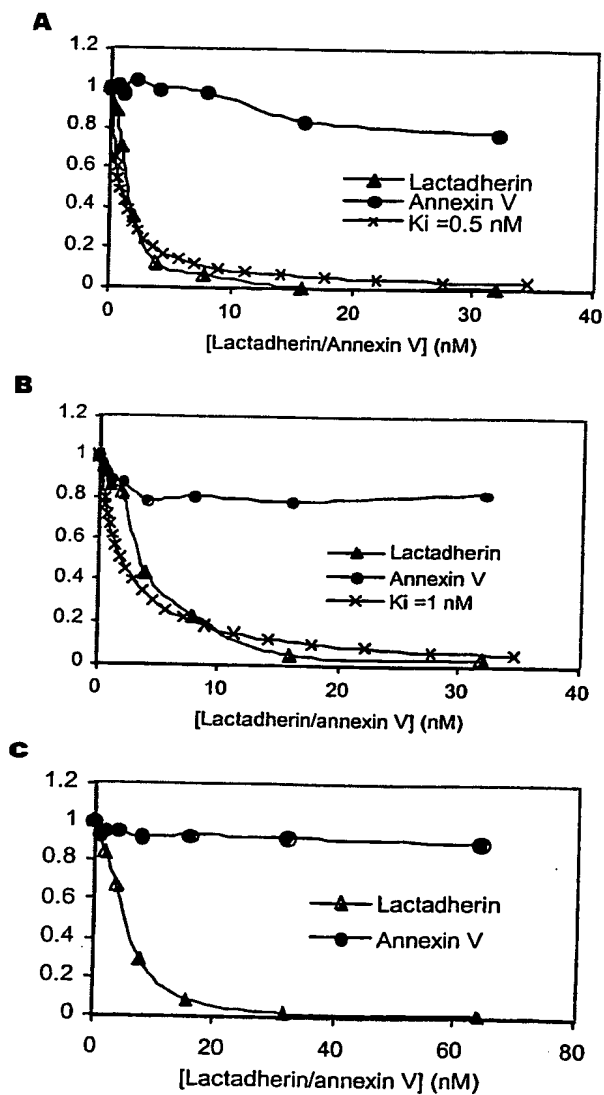 A
1.2
1
0.8
0.6
0.4
0.2
0
Lactadherin
Annexin V
Ki =0.5 nM
0 10 20 30 40
[Lactadherin/Annexin V] (nM)
B
1.2
1
0.8
0.6
0.4
0.2
0
Lactadherin
Annexin V
Ki =1 nM
0 10 20 30 40
[Lactadherin/annexin V] (nM)
C
1.2
1
0.8
0.6
0.4
0.2
0
Lactadherin
Annexin V
0 20 40 60 80
[Lactadherin/annexin V] (nM)